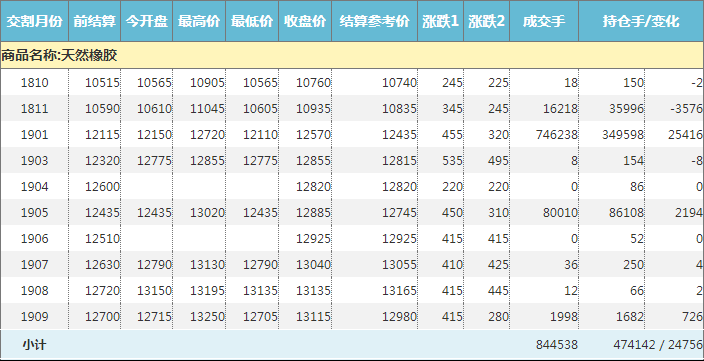 交割月份 前结算 今开盘 最高价 最低价 收盘价 结算参考价 涨跌1 涨跌2 成交手 持仓手/变化
商品名称:天然橡胶
1810 10515 10565 10905 10565 10760 10740 245 225 18 150 -2
1811 10590 10610 11045 10605 10935 10835 345 245 16218 35996 -3576
1901 12115 12150 12720 12110 12570 12435 455 320 746238 349598 25416
1903 12320 12775 12855 12775 12855 12815 535 495 8 154 -8
1904 12600 12820 12820 220 220 0 86 0
1905 12435 12435 13020 12435 12885 12745 450 310 80010 86108 2194
1906 12510 12925 12925 415 415 0 52 0
1907 12630 12790 13130 12790 13040 13055 410 425 36 250 4
1908 12720 13150 13195 13135 13135 13165 415 445 12 66 2
1909 12700 12715 13250 12705 13115 12980 415 280 1998 1682 726
小计 844538 474142 / 24756